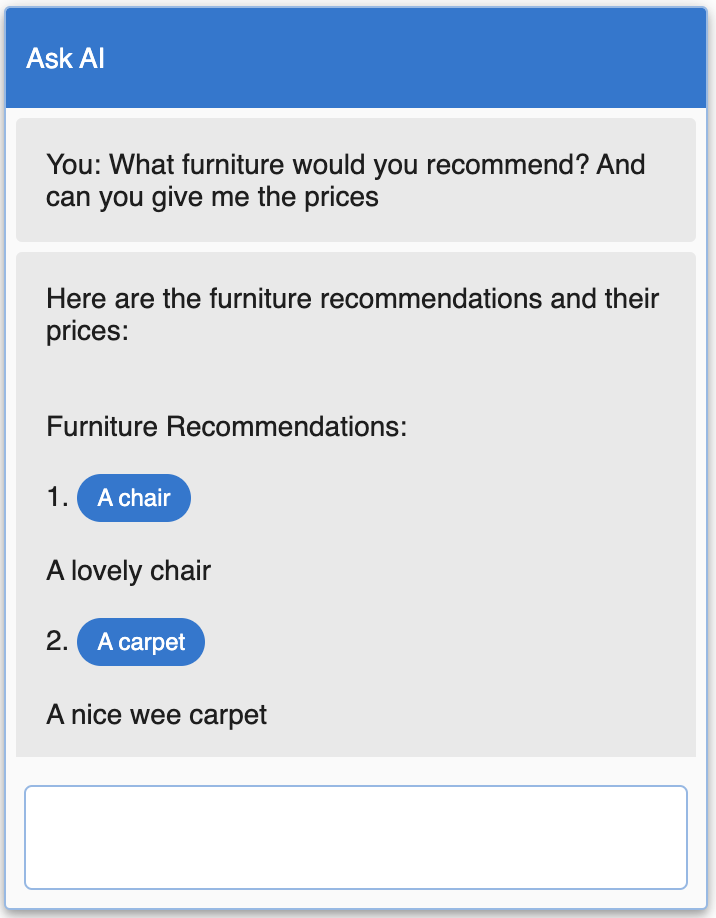 Ask AI
You: What furniture would you recommend? And
can you give me the prices
Here are the furniture recommendations and their
prices:
Furniture Recommendations:
1. A chair
A lovely chair
2. A carpet
A nice wee carpet